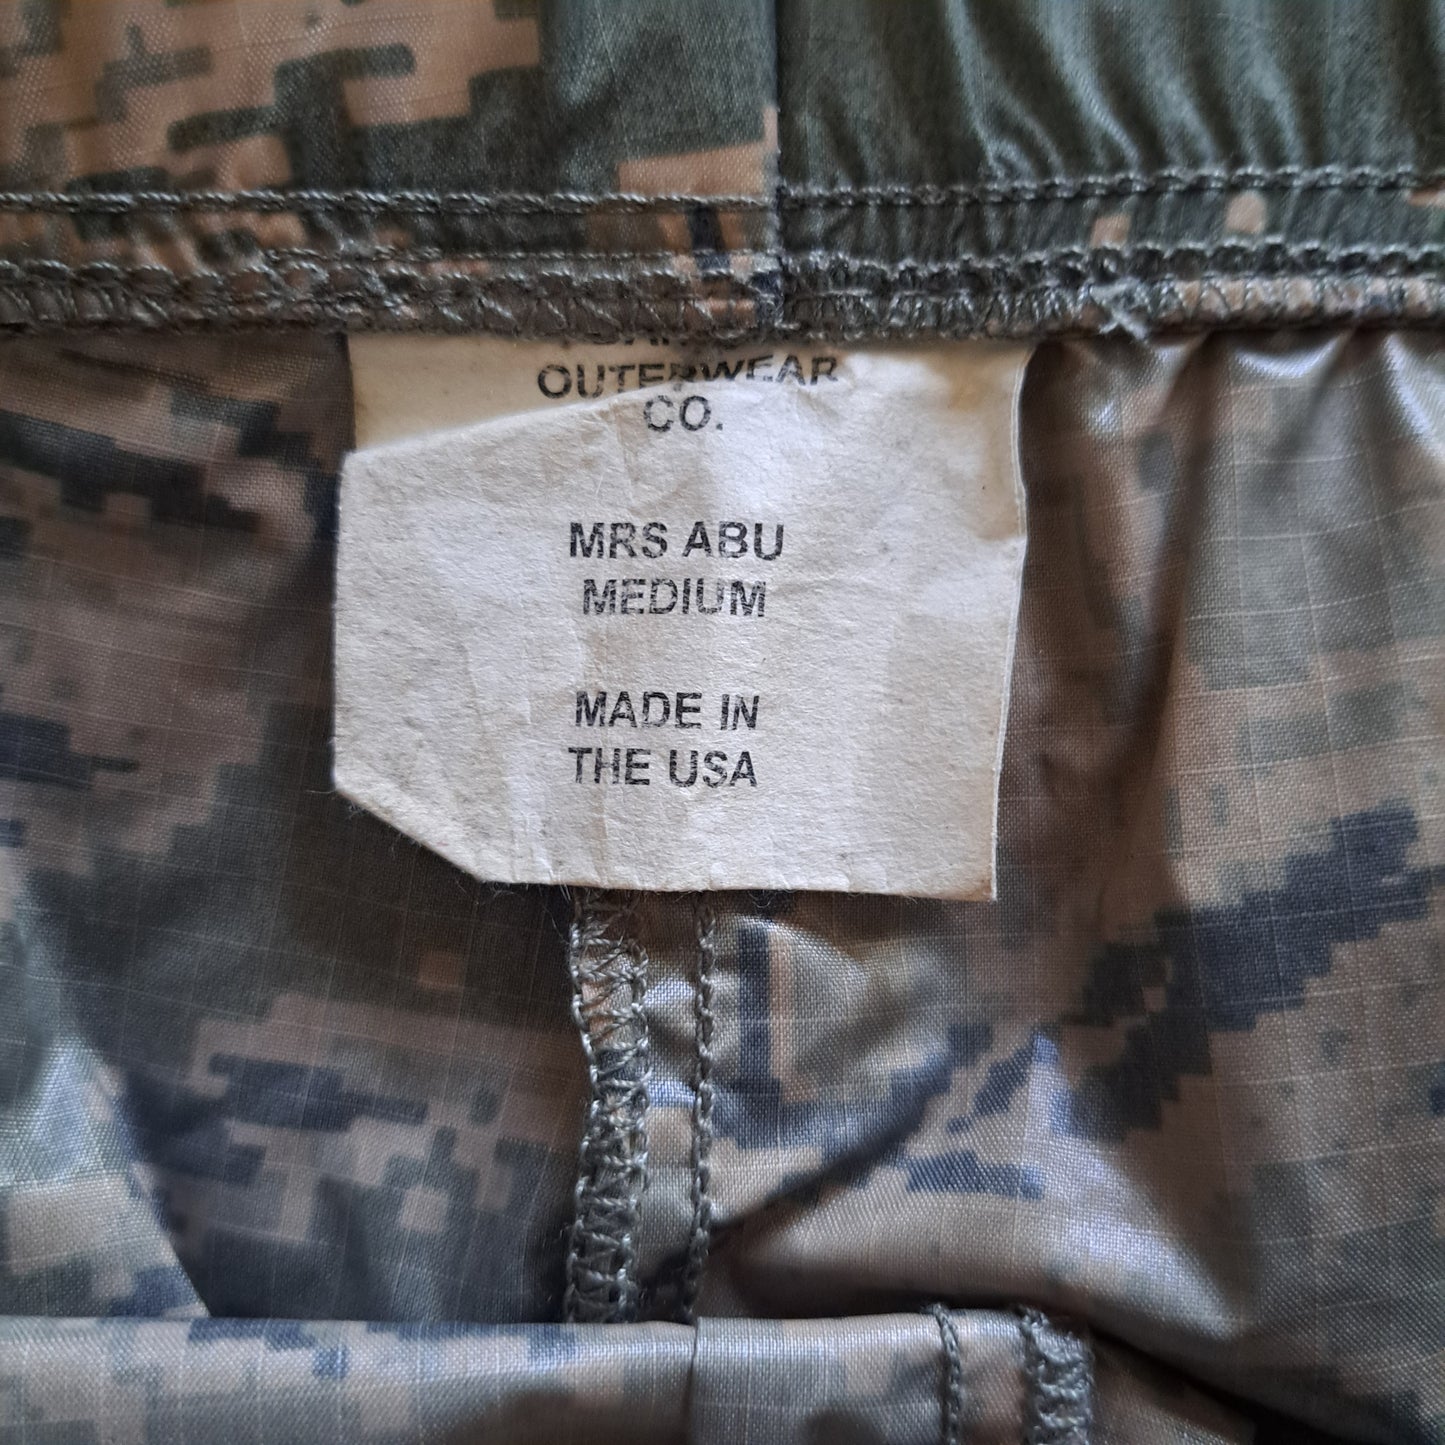 OUTERWEAR
CO.
MRS ABU
MEDIUM
MADE IN
THE USA